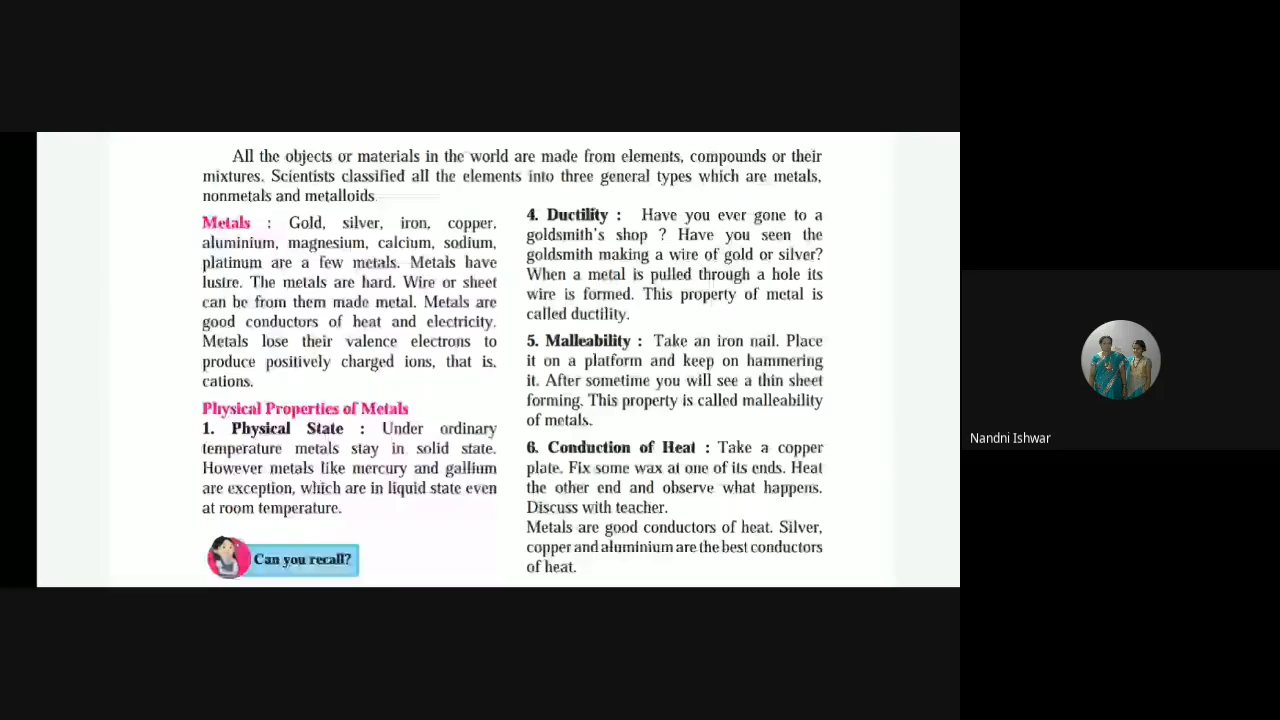 All the objects or materials in the world are made from elements, compounds or their
mixtures. Scientists classified all the elements into three general types which are metals,
nonmetals and metalloids.
Metals : Gold, silver, iron, copper,
aluminium, magnesium, calcium, sodium,
platinum are a few metals. Metals have
lustre. The metals are hard. Wire or sheet
can be from them made metal. Metals are
good conductors of heat and electricity.
Metals lose their valence electrons to
produce positively charged ions, that is,
cations.
Physical Properties of Metals
1. Physical State : Under ordinary
temperature metals stay in solid state.
However metals like mercury and gallium
are exception, which are in liquid state even
at room temperature.
Can you recall?
4. Ductility : Have you ever gone to a
goldsmith's shop ? Have you seen the
goldsmith making a wire of gold or silver?
When a metal is pulled through a hole its
wire is formed. This property of metal is
called ductility.
5. Malleability : Take an iron nail. Place
it on a platform and keep on hammering
it. After sometime you will see a thin sheet
forming. This property is called malleability
of metals.
6. Conduction of Heat : Take a copper
plate. Fix some wax at one of its ends. Heat
the other end and observe what happens.
Discuss with teacher.
Metals are good conductors of heat. Silver,
copper and aluminium are the best conductors
of heat.
Nandni Ishwar